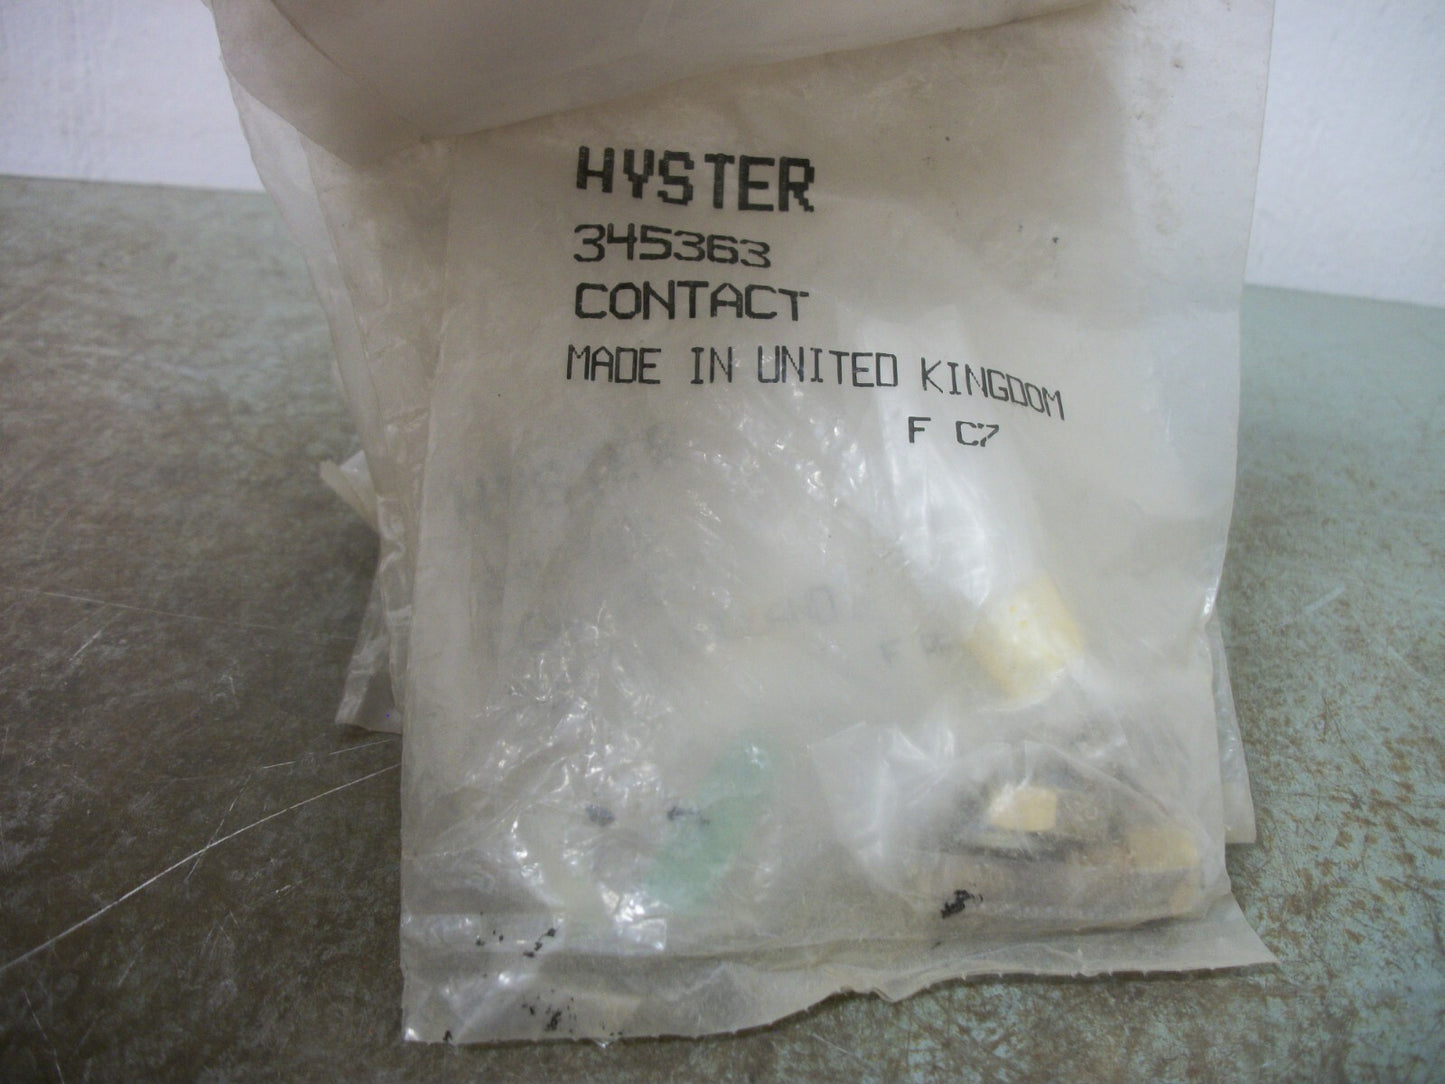 HYSTER
345363
CONTACT
MADE IN UNITED KINGDOM
F C7